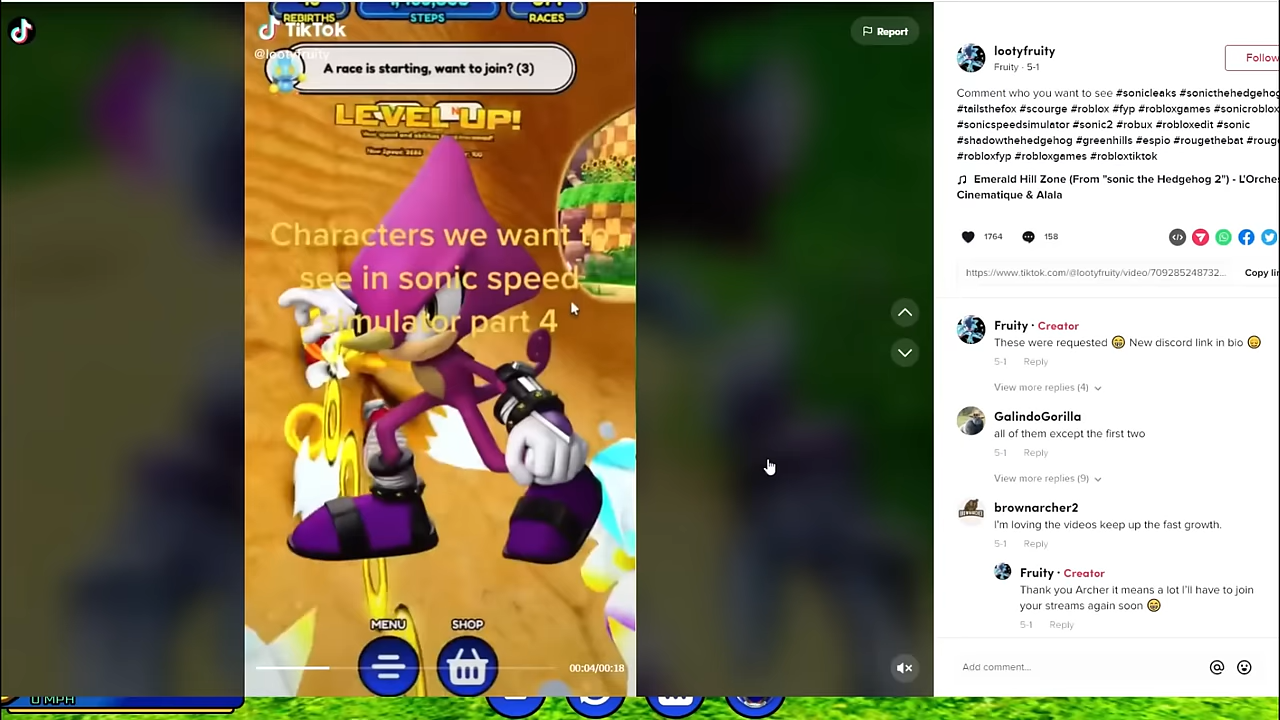 REBIRTHS
STEPS
RACES
TikTok
@lootyfruity
A race is starting, want to join? (3)
LEVEL UP!
Characters we want to
see in sonic speed
simulator part 4
MENU
SHOP
00:04/00:18
0 MPH
Report
lootyfruity
Fruity · 5-1
Follow
Comment who you want to see #sonicleaks #sonicthehedgehog
#tailsthefox #scourge #roblox #fyp #robloxgames #sonicroblox
#sonicspeedsimulator #sonic2 #robux #robloxedit #sonic
#shadowthehedgehog #greenhills #espio #rougethebat #rouge
#robloxfyp #robloxgames #robloxtiktok
Emerald Hill Zone (From "sonic the Hedgehog 2") - L'Orches
Cinematique & Alala
1764
158
https://www.tiktok.com/@lootyfruity/video/709285248732...
Copy lin
Fruity · Creator
These were requested 😁 New discord link in bio 😑
5-1 Reply
View more replies (4)
GalindoGorilla
all of them except the first two
5-1 Reply
View more replies (9)
brownarcher2
I'm loving the videos keep up the fast growth.
5-1 Reply
Fruity · Creator
Thank you Archer it means a lot I'll have to join
your streams again soon 😁
5-1 Reply
Add comment...